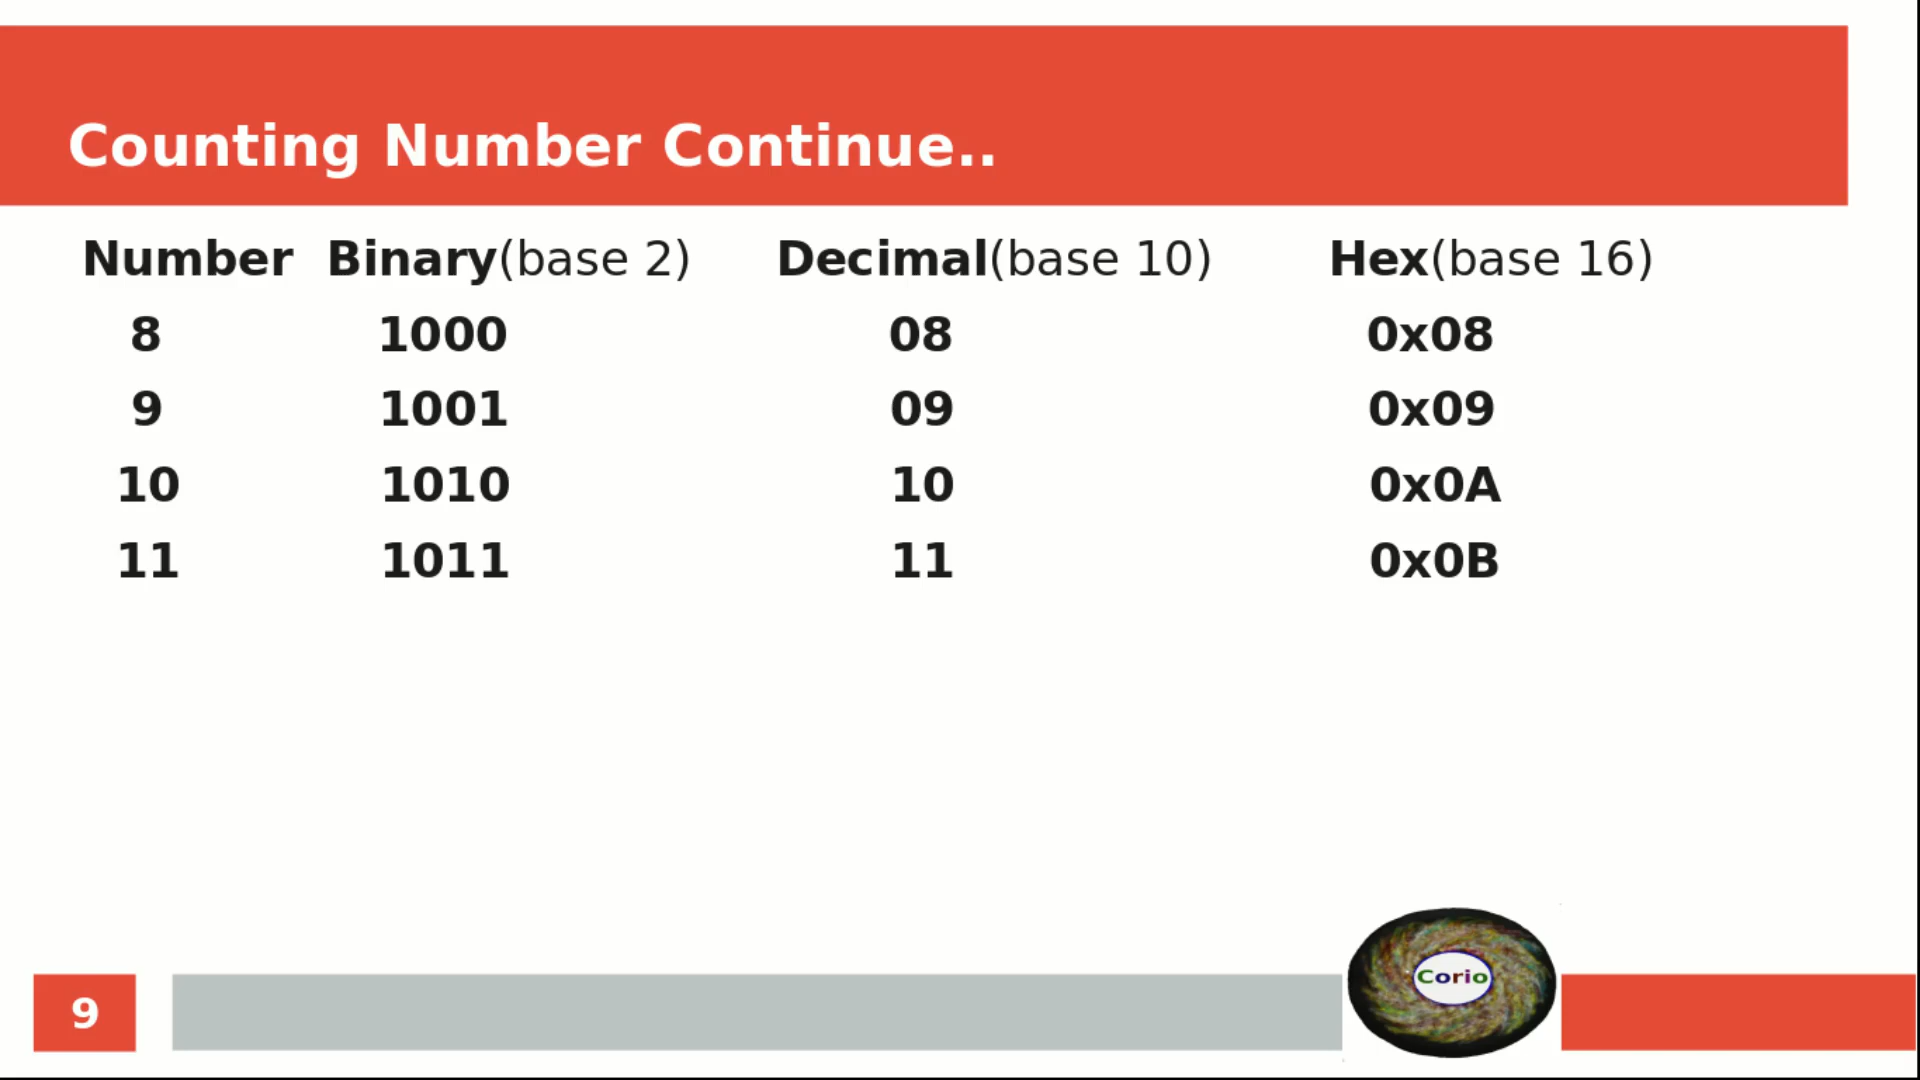 Counting Number Continue..
Number Binary(base 2) Decimal(base 10) Hex(base 16)
8 1000 08 0x08
9 1001 09 0x09
10 1010 10 0x0A
11 1011 11 0x0B
Corio
9